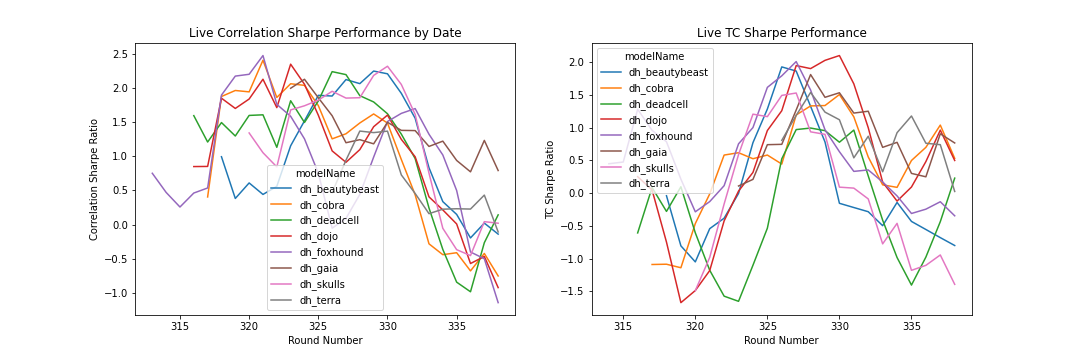 Live Correlation Sharpe Performance by Date
Correlation Sharpe Ratio
2.5
2.0
1.5
1.0
0.5
0.0
−0.5
−1.0
315
320
325
330
335
Round Number
modelName
dh_beautybeast
dh_cobra
dh_deadcell
dh_dojo
dh_foxhound
dh_gaia
dh_skulls
dh_terra
Live TC Sharpe Performance
TC Sharpe Ratio
2.0
1.5
1.0
0.5
0.0
−0.5
−1.0
−1.5
315
320
325
330
335
Round Number
modelName
dh_beautybeast
dh_cobra
dh_deadcell
dh_dojo
dh_foxhound
dh_gaia
dh_skulls
dh_terra